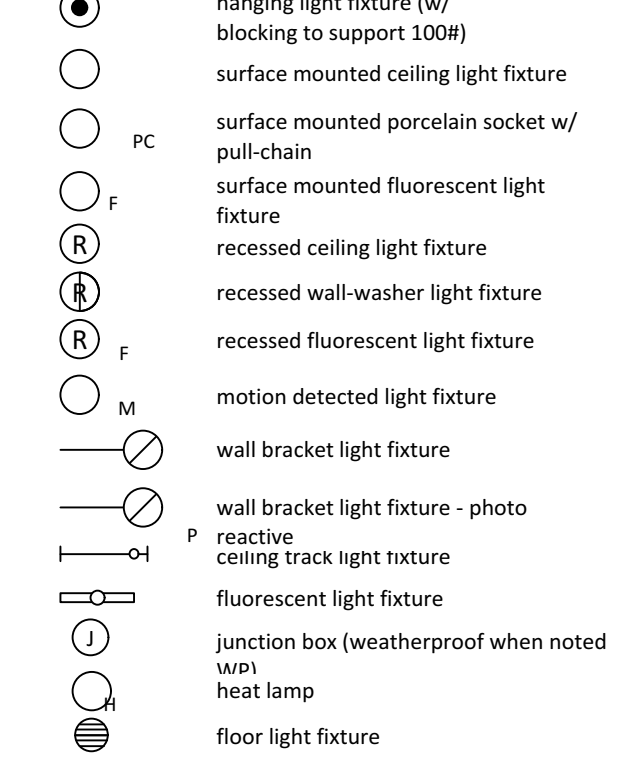 hanging light fixture (w/
blocking to support 100#)
surface mounted ceiling light fixture
surface mounted porcelain socket w/
PC
pull-chain
surface mounted fluorescent light
F
fixture
R recessed ceiling light fixture
R recessed wall-washer light fixture
R recessed fluorescent light fixture
F
motion detected light fixture
M
wall bracket light fixture
wall bracket light fixture - photo
P reactive
ceiling track light fixture
fluorescent light fixture
J junction box (weatherproof when noted
WP)
heat lamp
H
floor light fixture